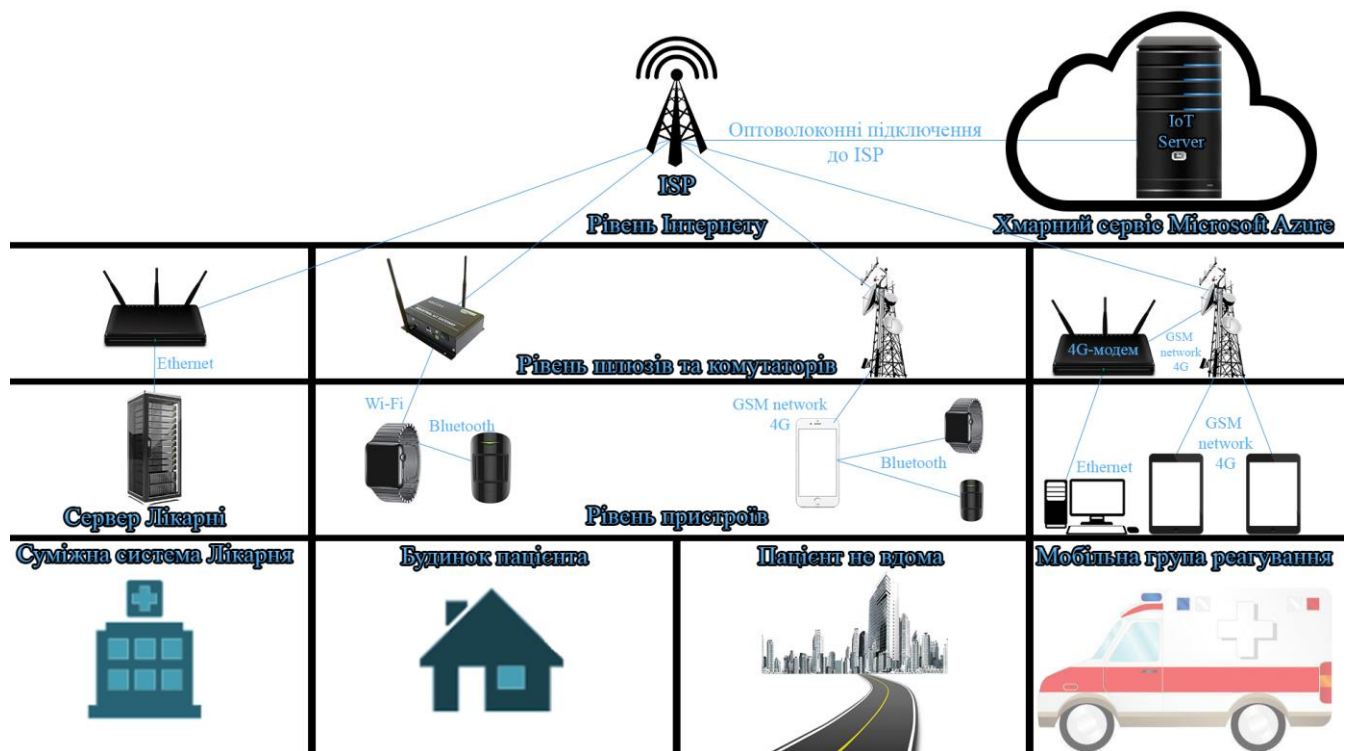 Оптоволоконні підключення
до ISP
IoT
Server
ISP
Рівень Інтернету
Хмарний сервіс Microsoft Azure
Ethernet
Рівень шлюзів та комутаторів
4G-модем
GSM
network
4G
Wi-Fi
Bluetooth
GSM network
4G
Bluetooth
GSM
network
4G
Ethernet
Сервер Лікарні
Рівень пристроїв
Суміжна система Лікарня
Будинок пацієнта
Пацієнт не вдома
Мобільна група реагування